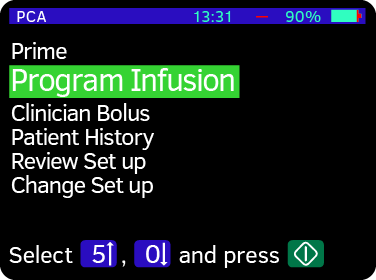 PCA 13:31 90%
Prime
Program Infusion
Clinician Bolus
Patient History
Review Set up
Change Set up
Select 5↑, 0↓ and press